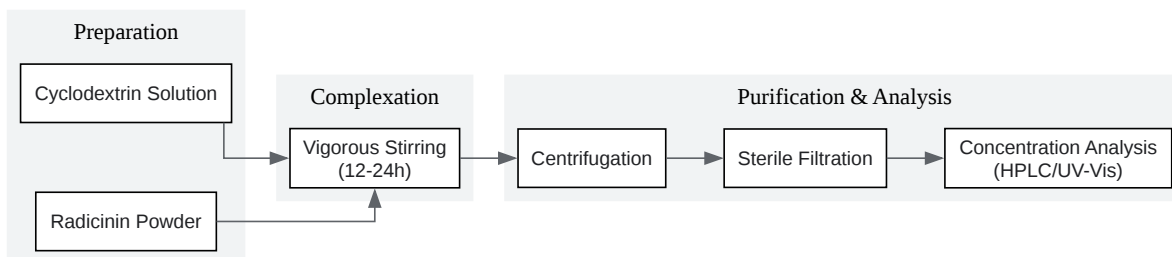 Preparation
Cyclodextrin Solution
Radicinin Powder
Complexation
Vigorous Stirring
(12-24h)
Purification & Analysis
Centrifugation
Sterile Filtration
Concentration Analysis
(HPLC/UV-Vis)